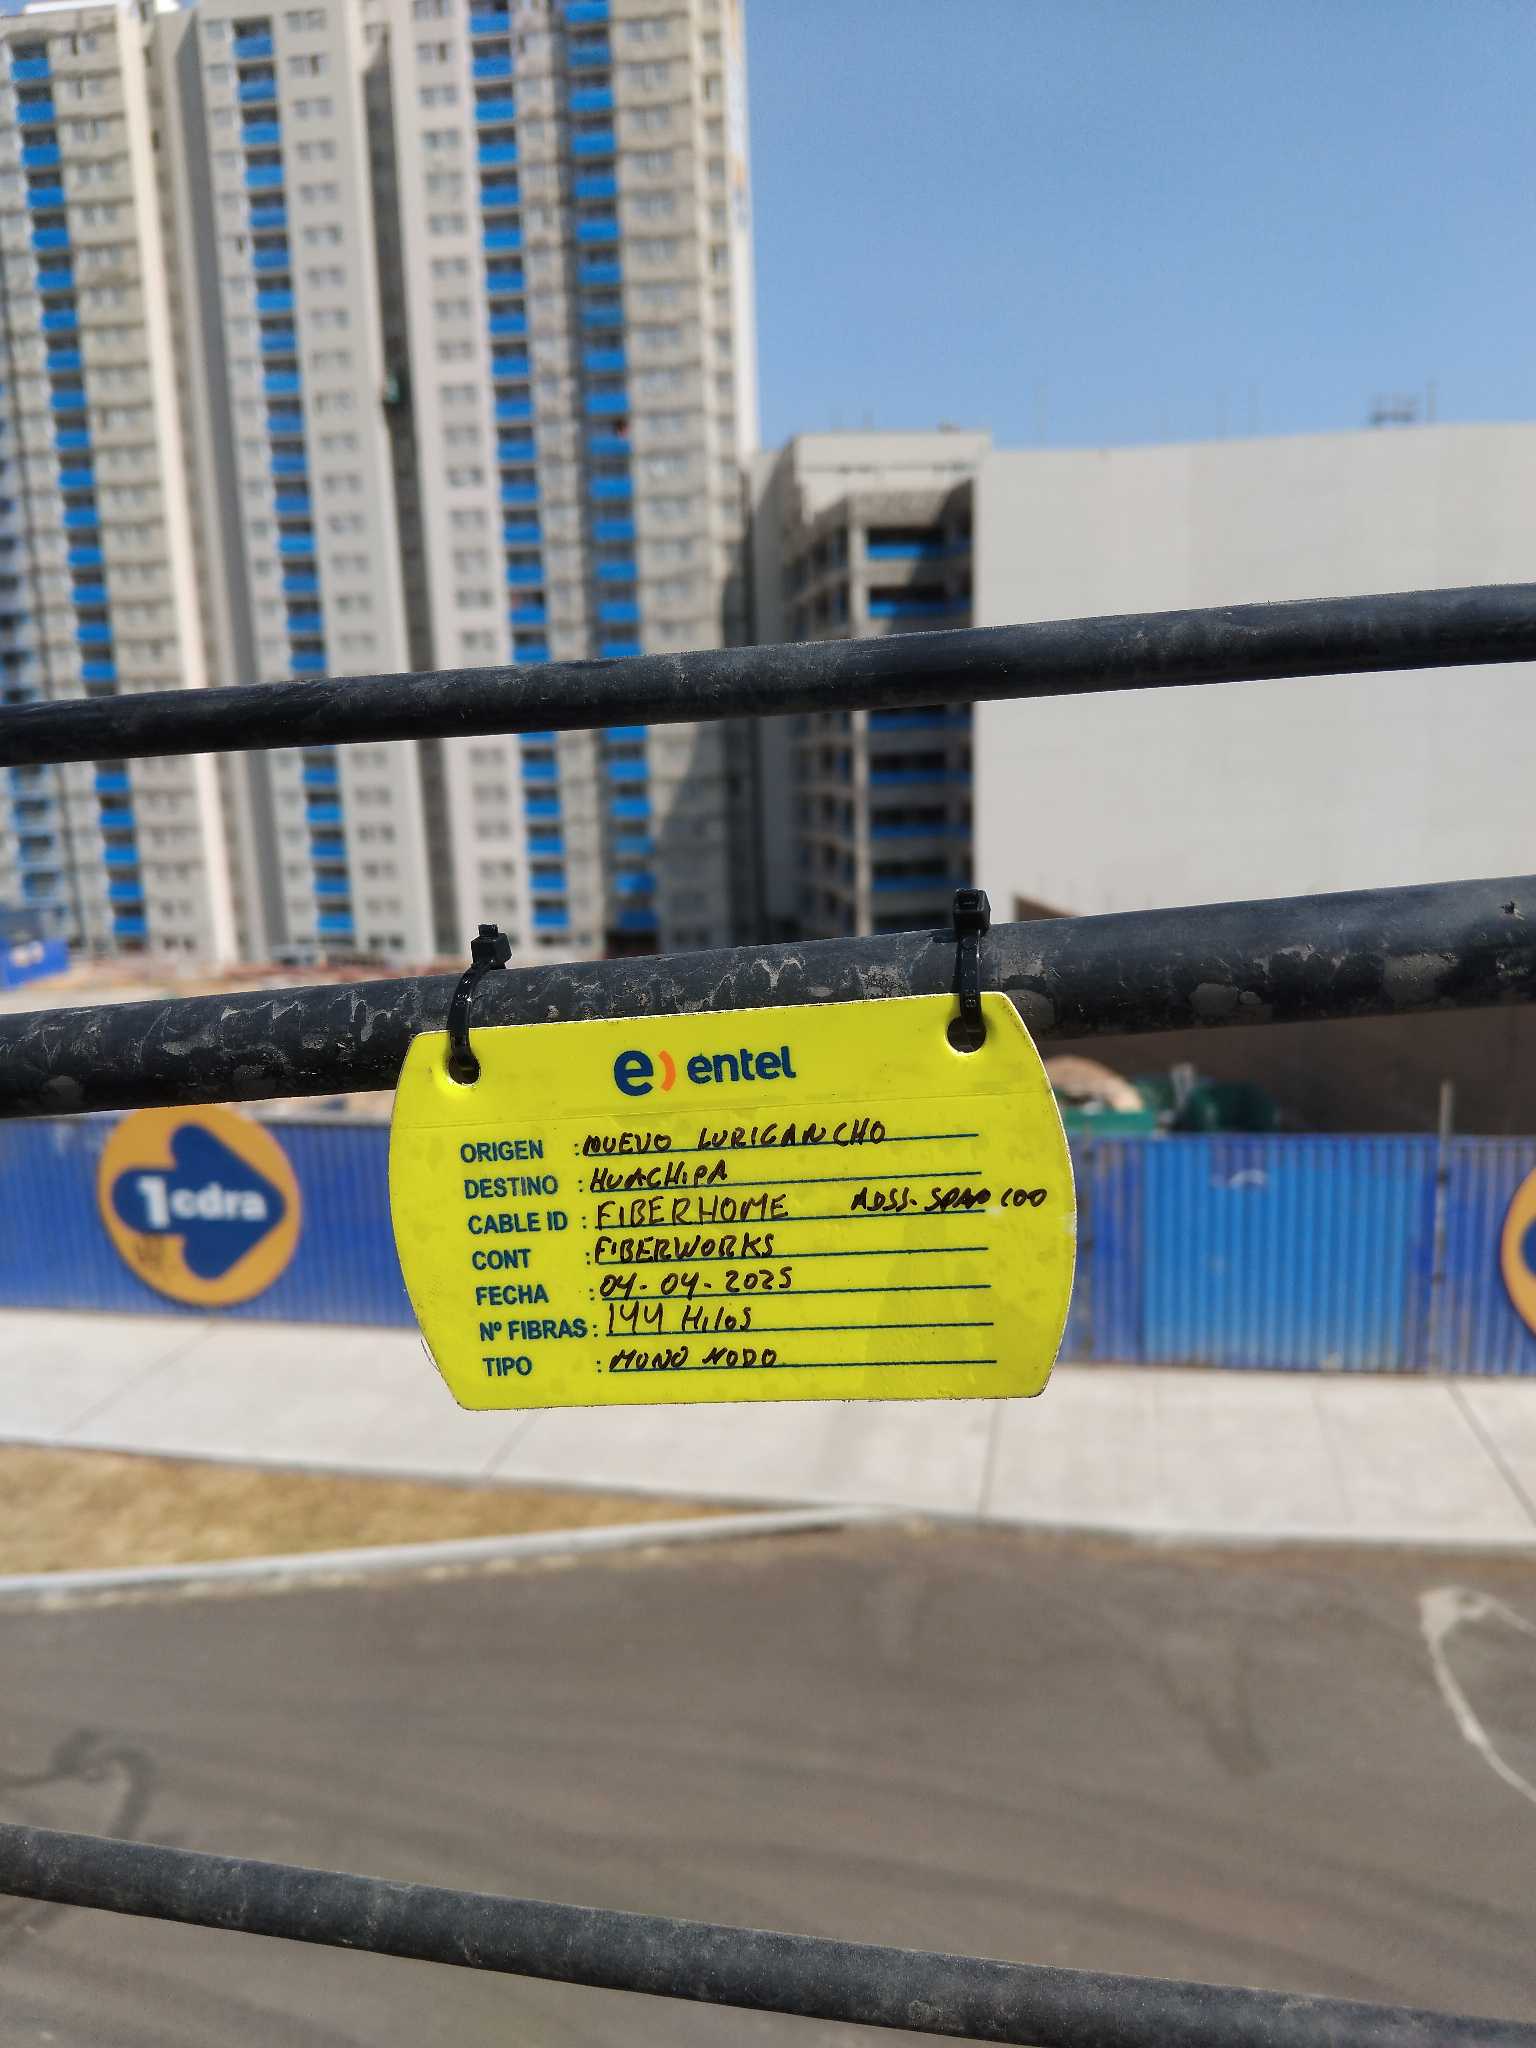 e) entel
ORIGEN : NUEVO LURIGANCHO
DESTINO : HUACHIPA
CABLE ID : FIBERHOME ADSS. SPAN 100
CONT : FIBERWORKS
FECHA : 04-04-2025
Nº FIBRAS : 144 Hilos
TIPO : MONO MODO
1cdra